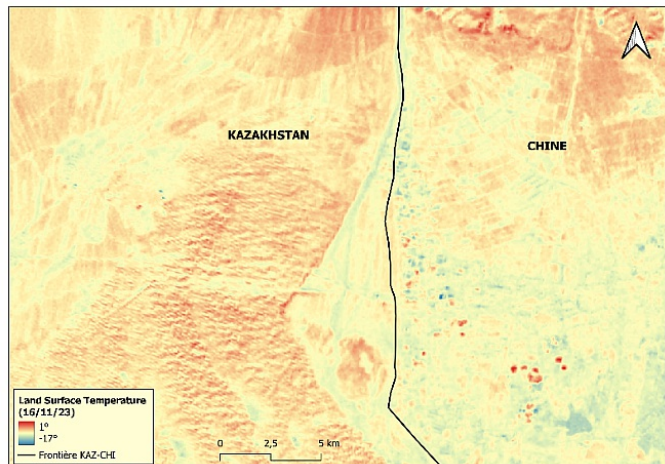 KAZAKHSTAN
CHINE
Land Surface Temperature
(16/11/23)
1°
-17°
Frontière KAZ-CHI
0 2,5 5 km